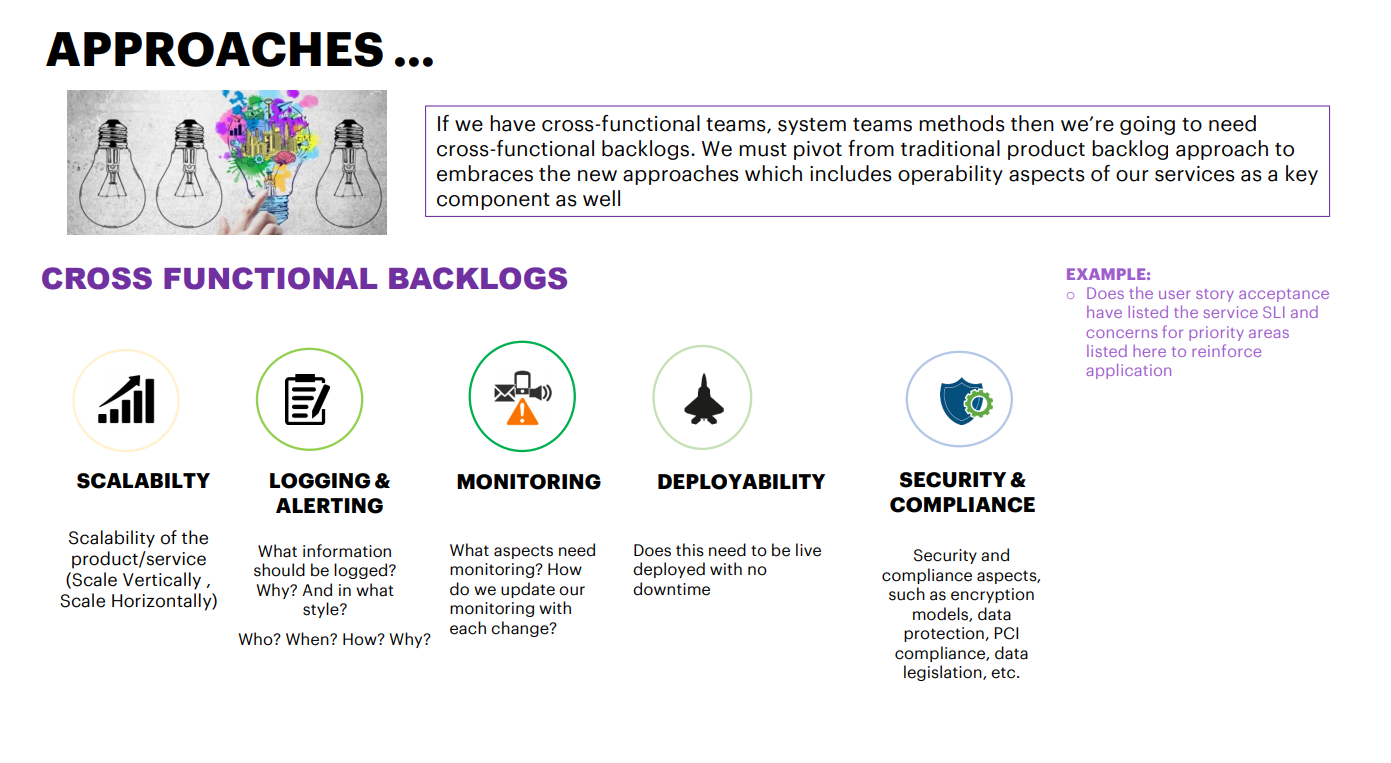 APPROACHES ...
If we have cross-functional teams, system teams methods then we're going to need
cross-functional backlogs. We must pivot from traditional product backlog approach to
embraces the new approaches which includes operability aspects of our services as a key
component as well
CROSS FUNCTIONAL BACKLOGS
EXAMPLE:
o Does the user story acceptance
have listed the service SLI and
concerns for priority areas
listed here to reinforce
application
SCALABILTY
Scalability of the
product/service
(Scale Vertically ,
Scale Horizontally)
LOGGING &
ALERTING
What information
should be logged?
Why? And in what
style?
Who? When? How? Why?
MONITORING
What aspects need
monitoring? How
do we update our
monitoring with
each change?
DEPLOYABILITY
Does this need to be live
deployed with no
downtime
SECURITY &
COMPLIANCE
Security and
compliance aspects,
such as encryption
models, data
protection, PCI
compliance, data
legislation, etc.